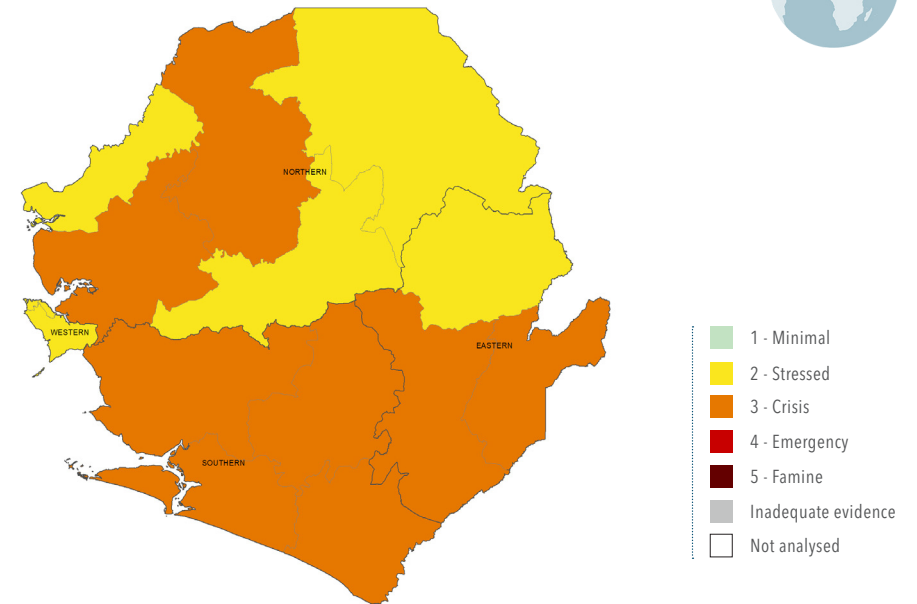 NORTHERN
WESTERN
EASTERN
SOUTHERN
1 - Minimal
2 - Stressed
3 - Crisis
4 - Emergency
5 - Famine
Inadequate evidence
Not analysed